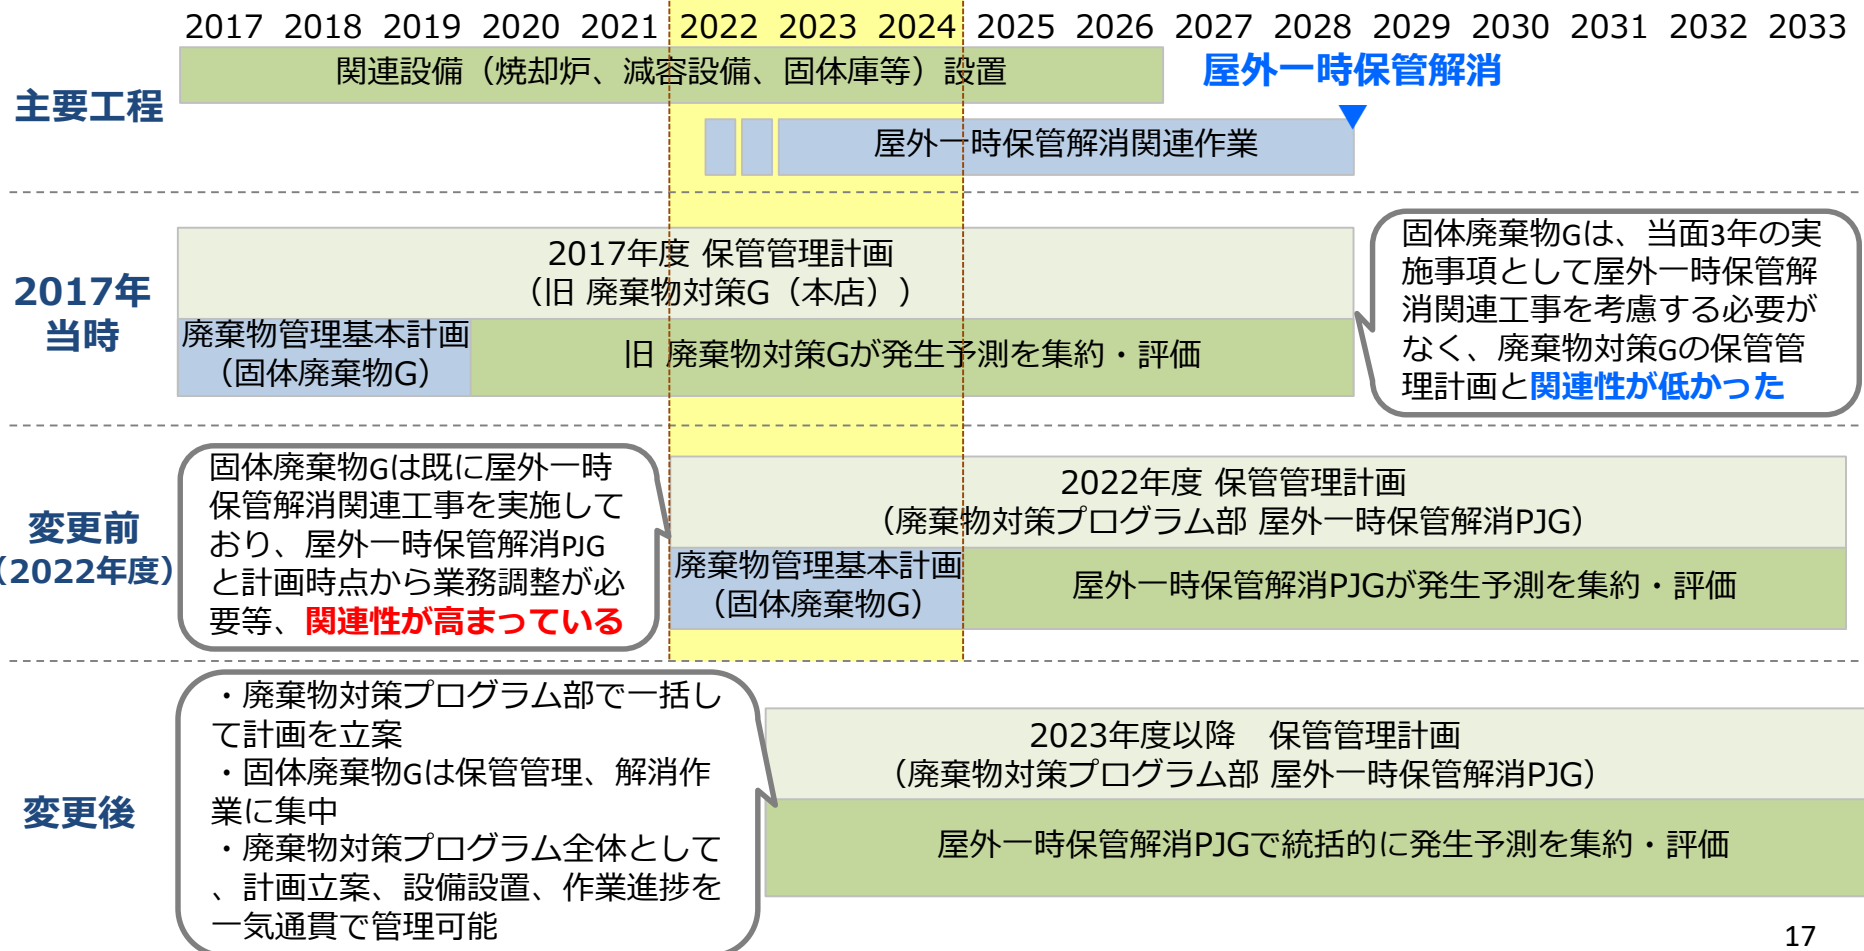 2017 2018 2019 2020 2021 2022 2023 2024 2025 2026 2027 2028 2029 2030 2031 2032 2033
主要工程
関連設備（焼却炉、減容設備、固体庫等）設置
屋外一時保管解消
屋外一時保管解消関連作業
2017年
当時
2017年度 保管管理計画
（旧 廃棄物対策G（本店））
廃棄物管理基本計画
（固体廃棄物G）
旧 廃棄物対策Gが発生予測を集約・評価
固体廃棄物Gは、当面3年の実
施事項として屋外一時保管解
消関連工事を考慮する必要が
なく、廃棄物対策Gの保管管
理計画と関連性が低かった
変更前
（2022年度）
固体廃棄物Gは既に屋外一時
保管解消関連工事を実施して
おり、屋外一時保管解消PJG
と計画時点から業務調整が必
要等、関連性が高まっている
2022年度 保管管理計画
（廃棄物対策プログラム部 屋外一時保管解消PJG）
廃棄物管理基本計画
（固体廃棄物G）
屋外一時保管解消PJGが発生予測を集約・評価
変更後
・廃棄物対策プログラム部で一括し
て計画を立案
・固体廃棄物Gは保管管理、解消作
業に集中
・廃棄物対策プログラム全体として
、計画立案、設備設置、作業進捗を
一気通貫で管理可能
2023年度以降　保管管理計画
（廃棄物対策プログラム部 屋外一時保管解消PJG）
屋外一時保管解消PJGで統括的に発生予測を集約・評価
17